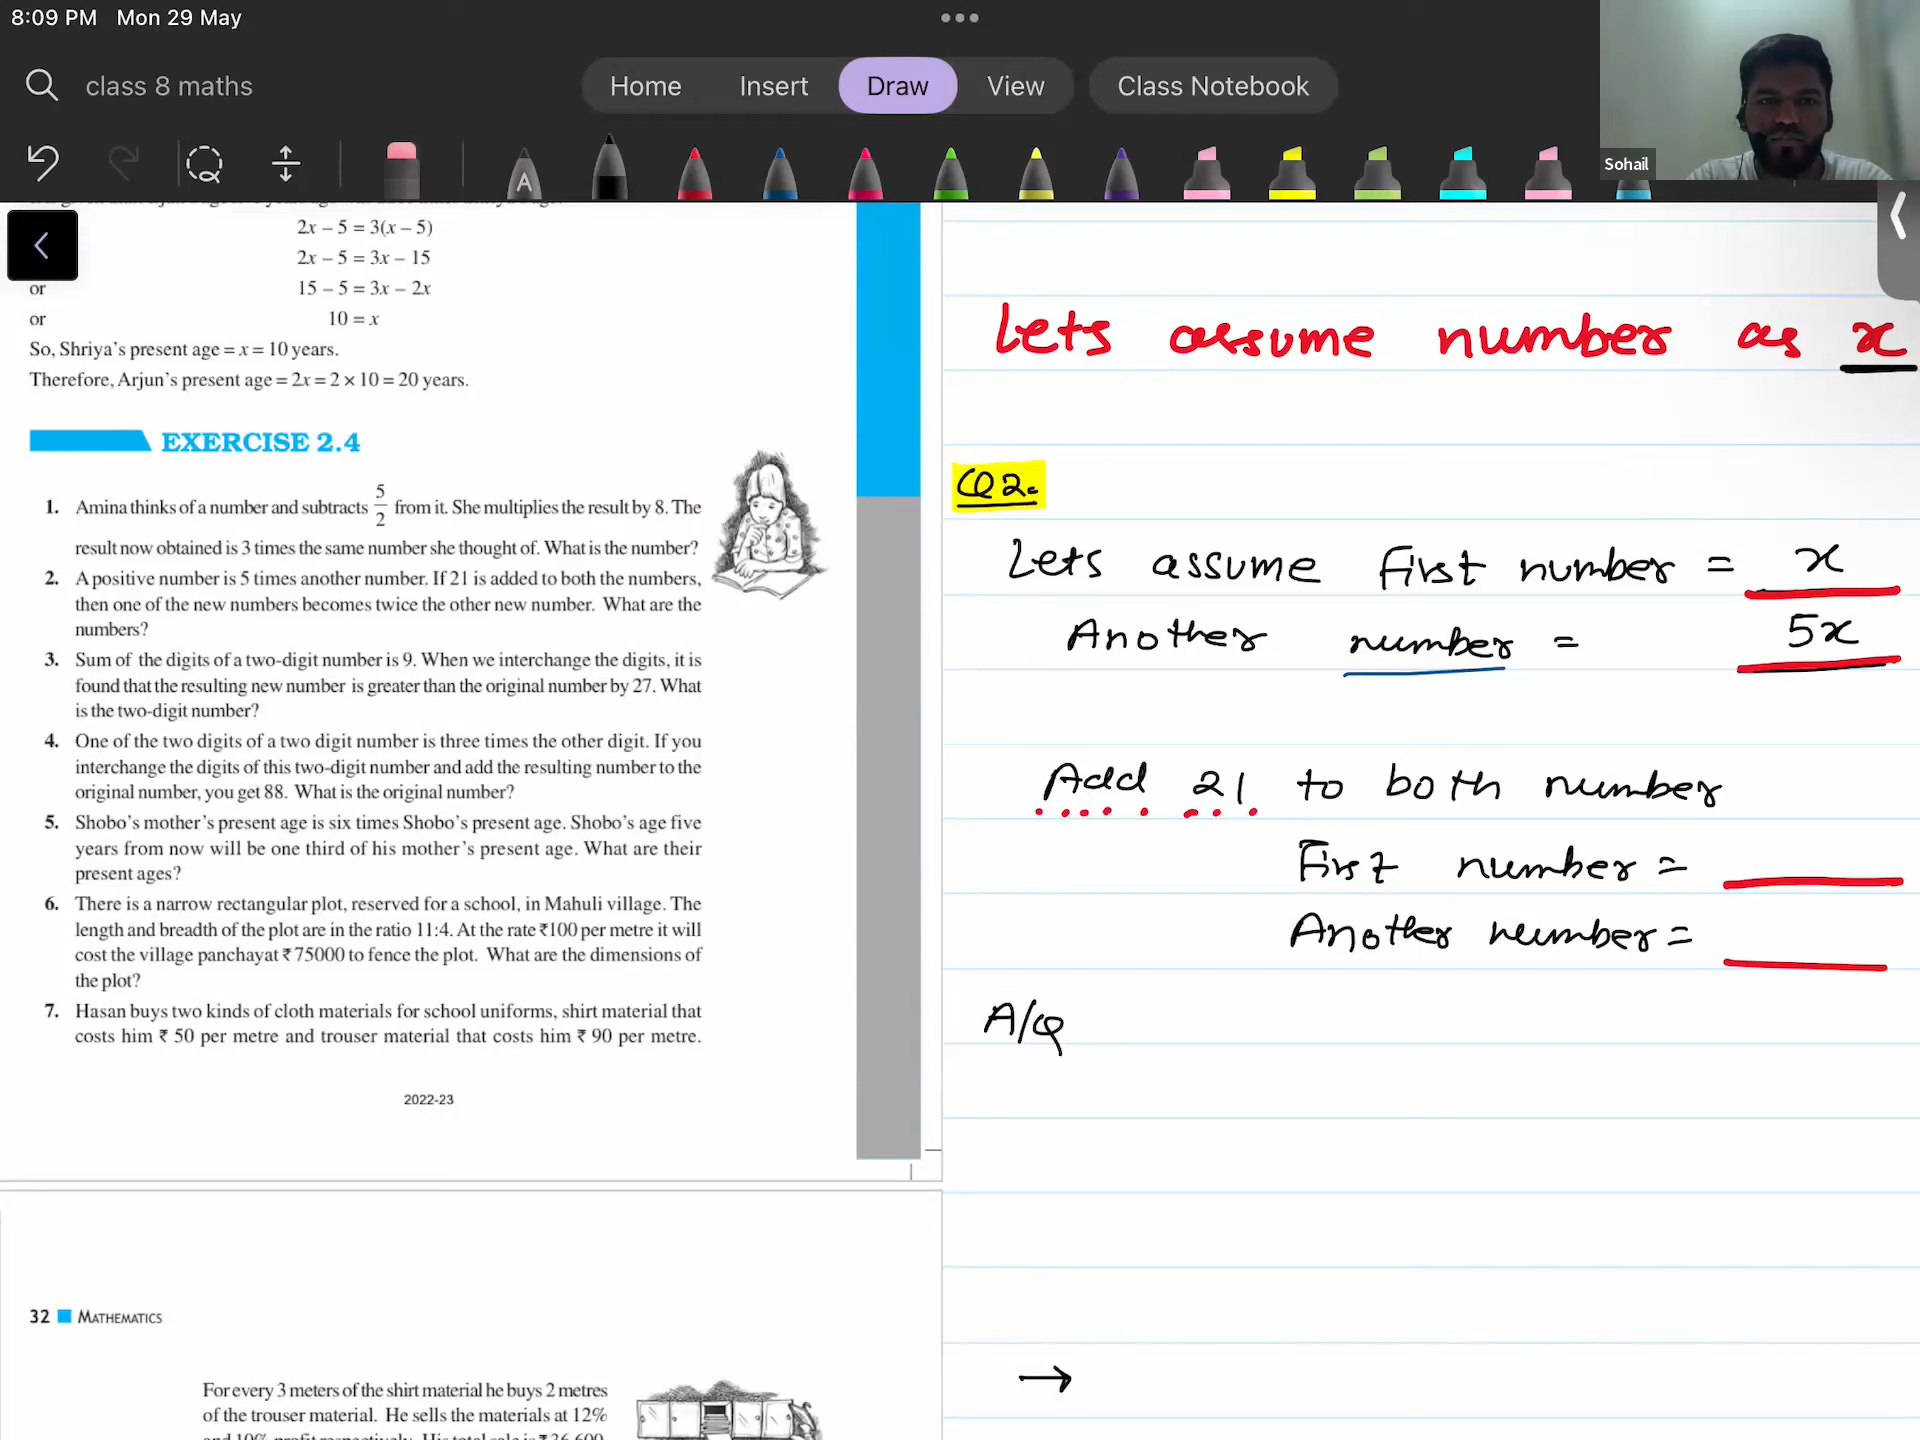 8:09 PM Mon 29 May
class 8 maths
Home Insert Draw View Class Notebook
A
Sohail
2x – 5 = 3(x – 5)
2x – 5 = 3x – 15
or 15 – 5 = 3x – 2x
or 10 = x
So, Shriya's present age = x = 10 years.
Therefore, Arjun's present age = 2x = 2 × 10 = 20 years.
EXERCISE 2.4
1. Amina thinks of a number and subtracts 5/2 from it. She multiplies the result by 8. The
result now obtained is 3 times the same number she thought of. What is the number?
2. A positive number is 5 times another number. If 21 is added to both the numbers,
then one of the new numbers becomes twice the other new number. What are the
numbers?
3. Sum of the digits of a two-digit number is 9. When we interchange the digits, it is
found that the resulting new number is greater than the original number by 27. What
is the two-digit number?
4. One of the two digits of a two digit number is three times the other digit. If you
interchange the digits of this two-digit number and add the resulting number to the
original number, you get 88. What is the original number?
5. Shobo's mother's present age is six times Shobo's present age. Shobo's age five
years from now will be one third of his mother's present age. What are their
present ages?
6. There is a narrow rectangular plot, reserved for a school, in Mahuli village. The
length and breadth of the plot are in the ratio 11:4. At the rate ₹100 per metre it will
cost the village panchayat ₹ 75000 to fence the plot. What are the dimensions of
the plot?
7. Hasan buys two kinds of cloth materials for school uniforms, shirt material that
costs him ₹ 50 per metre and trouser material that costs him ₹ 90 per metre.
2022-23
32 MATHEMATICS
For every 3 meters of the shirt material he buys 2 metres
of the trouser material. He sells the materials at 12%
and 10% profit respectively. His total sale is ₹ 36,600.
Lets assume number as x
Q2.
Lets assume First number = x
Another number = 5x
Add 21 to both number
First number =
Another number =
A/Q
→